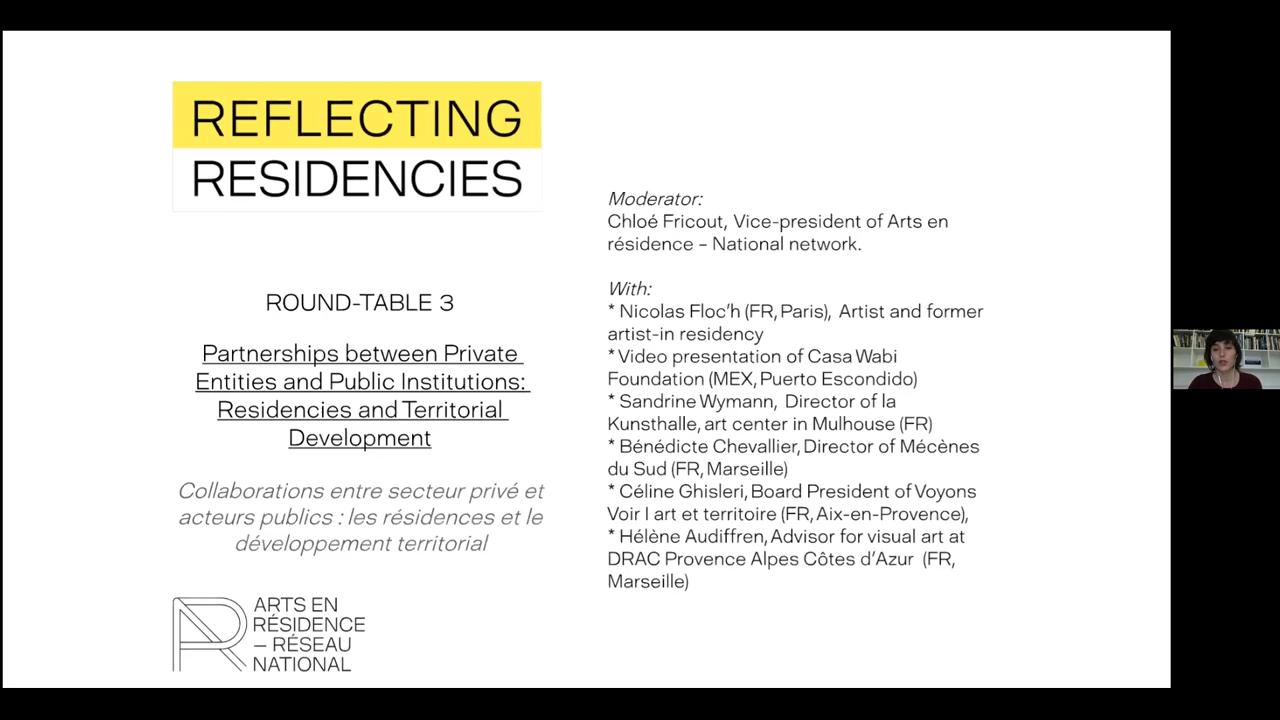 REFLECTING
RESIDENCIES
ROUND-TABLE 3
Partnerships between Private
Entities and Public Institutions:
Residencies and Territorial
Development
Collaborations entre secteur privé et
acteurs publics : les résidences et le
développement territorial
ARTS EN
RÉSIDENCE
– RÉSEAU
NATIONAL
Moderator:
Chloé Fricout, Vice-president of Arts en
résidence – National network.
With:
* Nicolas Floc'h (FR, Paris), Artist and former
artist-in residency
* Video presentation of Casa Wabi
Foundation (MEX, Puerto Escondido)
* Sandrine Wymann, Director of la
Kunsthalle, art center in Mulhouse (FR)
* Bénédicte Chevallier, Director of Mécènes
du Sud (FR, Marseille)
* Céline Ghisleri, Board President of Voyons
Voir I art et territoire (FR, Aix-en-Provence),
* Hélène Audiffren, Advisor for visual art at
DRAC Provence Alpes Côtes d'Azur (FR,
Marseille)